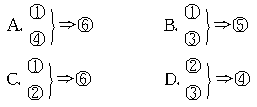 A. ① ④ } ⇒⑥ B. ① ③ } ⇒⑤
C. ① ② } ⇒⑥ D. ② ③ } ⇒④